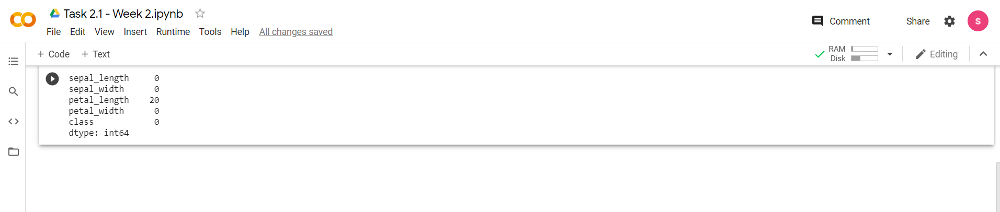 Task 2.1 - Week 2.ipynb
File Edit View Insert Runtime Tools Help All changes saved
Comment Share S
+ Code + Text
RAM
Disk
Editing
sepal_length 0
sepal_width 0
petal_length 20
petal_width 0
class 0
dtype: int64